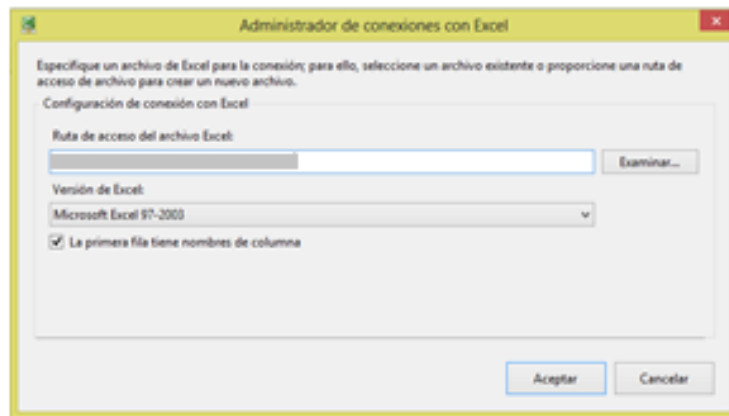 Administrador de conexiones con Excel
Especifique un archivo de Excel para la conexión; para ello, seleccione un archivo existente o proporcione una ruta de
acceso de archivo para crear un nuevo archivo.
Configuración de conexión con Excel
Ruta de acceso del archivo Excel:
Examinar...
Versión de Excel:
Microsoft Excel 97-2003
La primera fila tiene nombres de columna
Aceptar
Cancelar